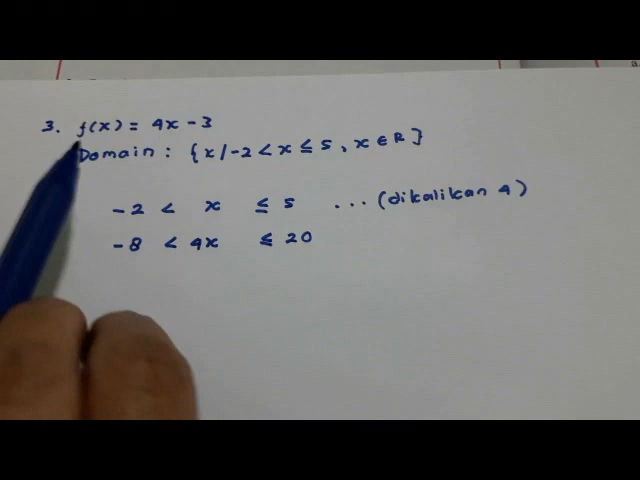 3. f(x) = 4x - 3
Domain : {x/-2 < x ≤ 5, x ∈ R}
-2 < x ≤ 5 ... (dikalikan 4)
-8 < 4x ≤ 20